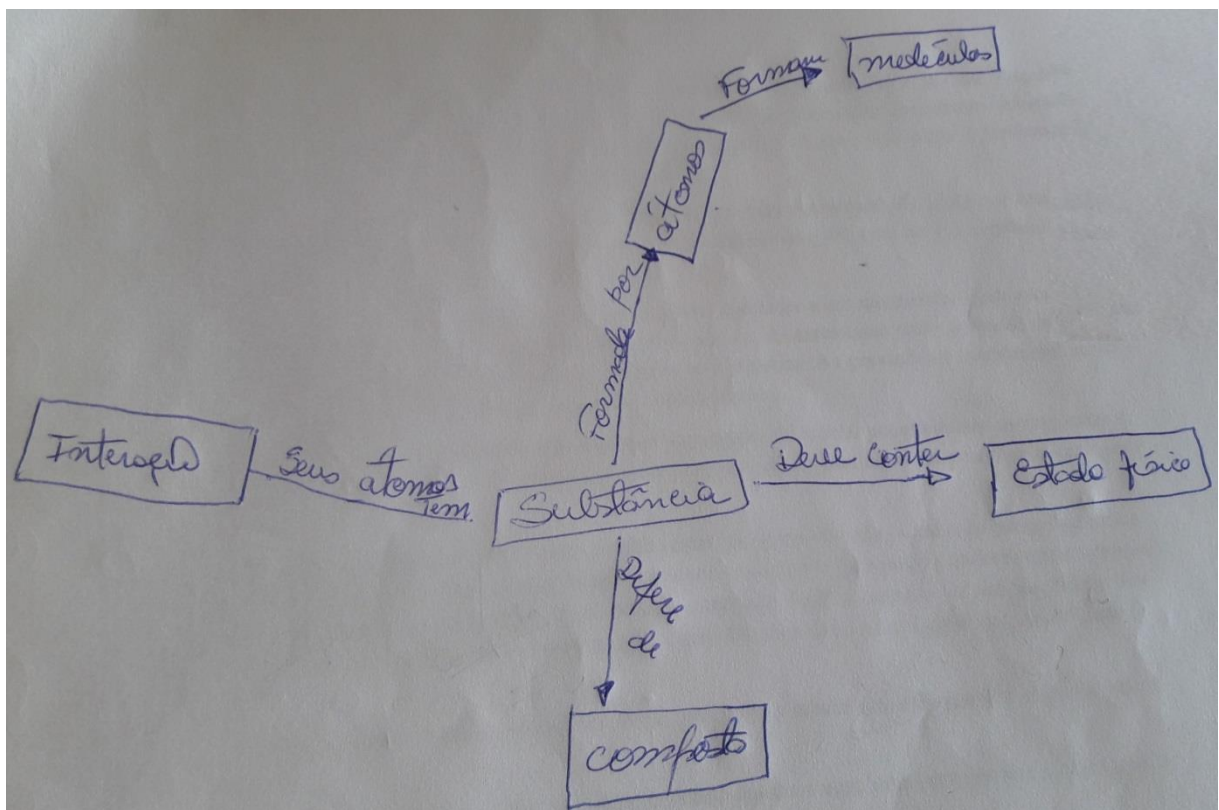 Formam
moléculas
átomos
Formada por
Interação
Seus átomos
Tem.
Substância
Deve conter
Estado físico
Difere
de
composto